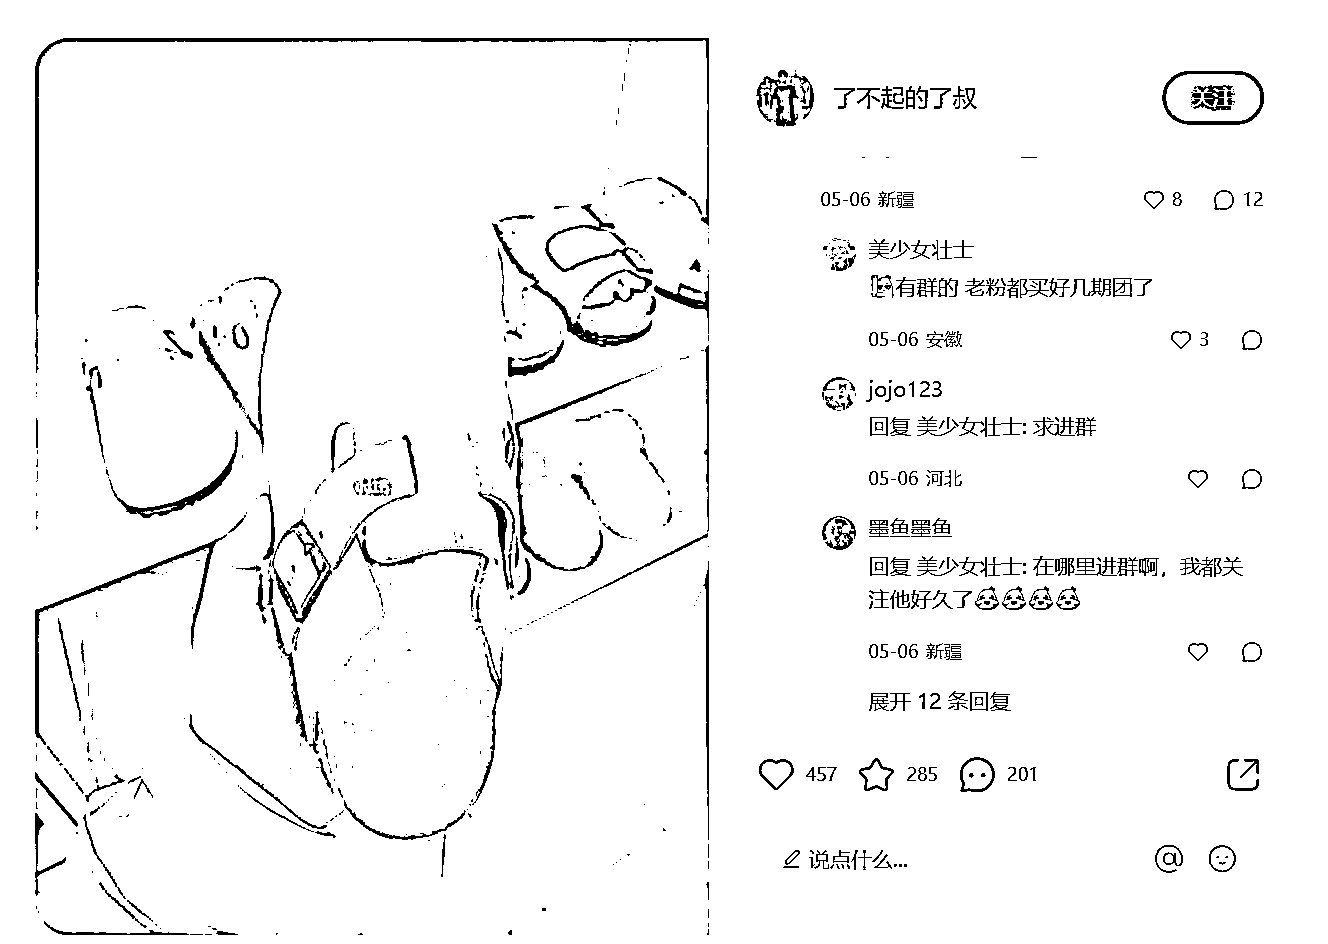 了不起的了叔
关注
05-06 新疆
8
12
美少女壮士
有群的 老粉都买好几期团了
05-06 安徽
3
jojo123
回复 美少女壮士: 求进群
05-06 河北
墨鱼墨鱼
回复 美少女壮士: 在哪里进群啊，我都关
注他好久了
05-06 新疆
展开 12 条回复
457
285
201
说点什么...